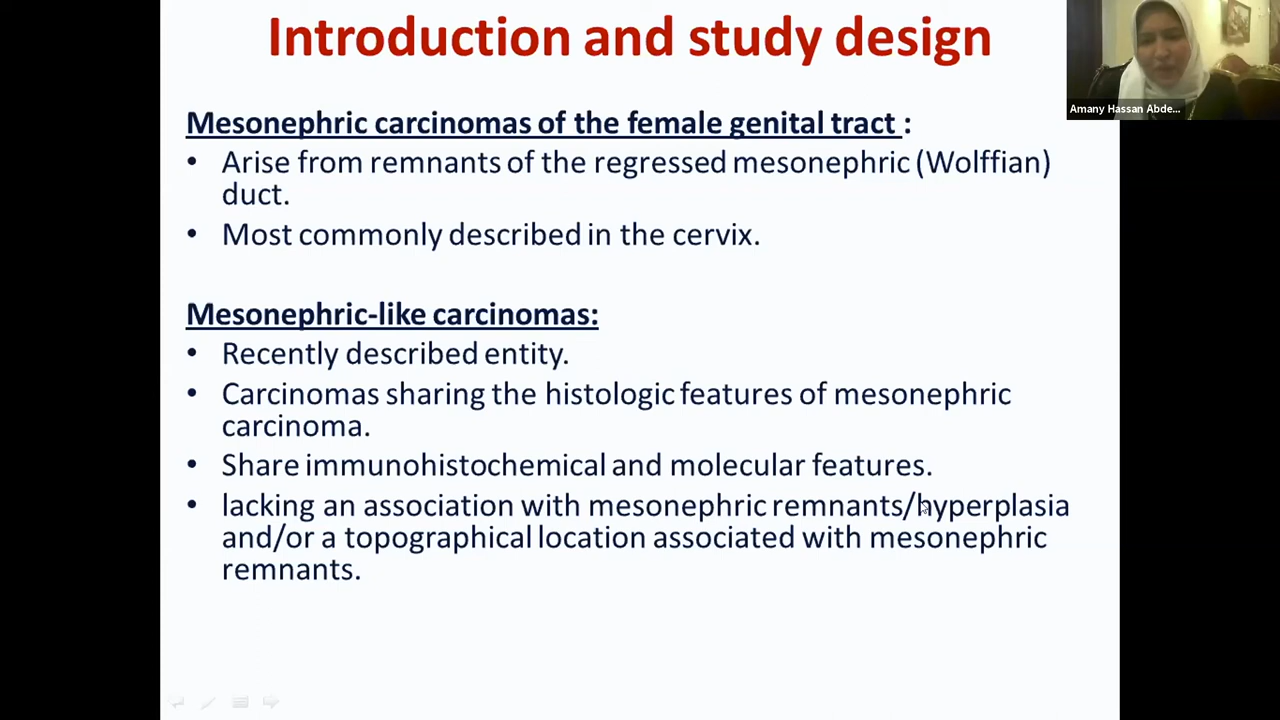 Introduction and study design
Amany Hassan Abde...
Mesonephric carcinomas of the female genital tract :
• Arise from remnants of the regressed mesonephric (Wolffian)
duct.
• Most commonly described in the cervix.
Mesonephric-like carcinomas:
• Recently described entity.
• Carcinomas sharing the histologic features of mesonephric
carcinoma.
• Share immunohistochemical and molecular features.
• lacking an association with mesonephric remnants/hyperplasia
and/or a topographical location associated with mesonephric
remnants.